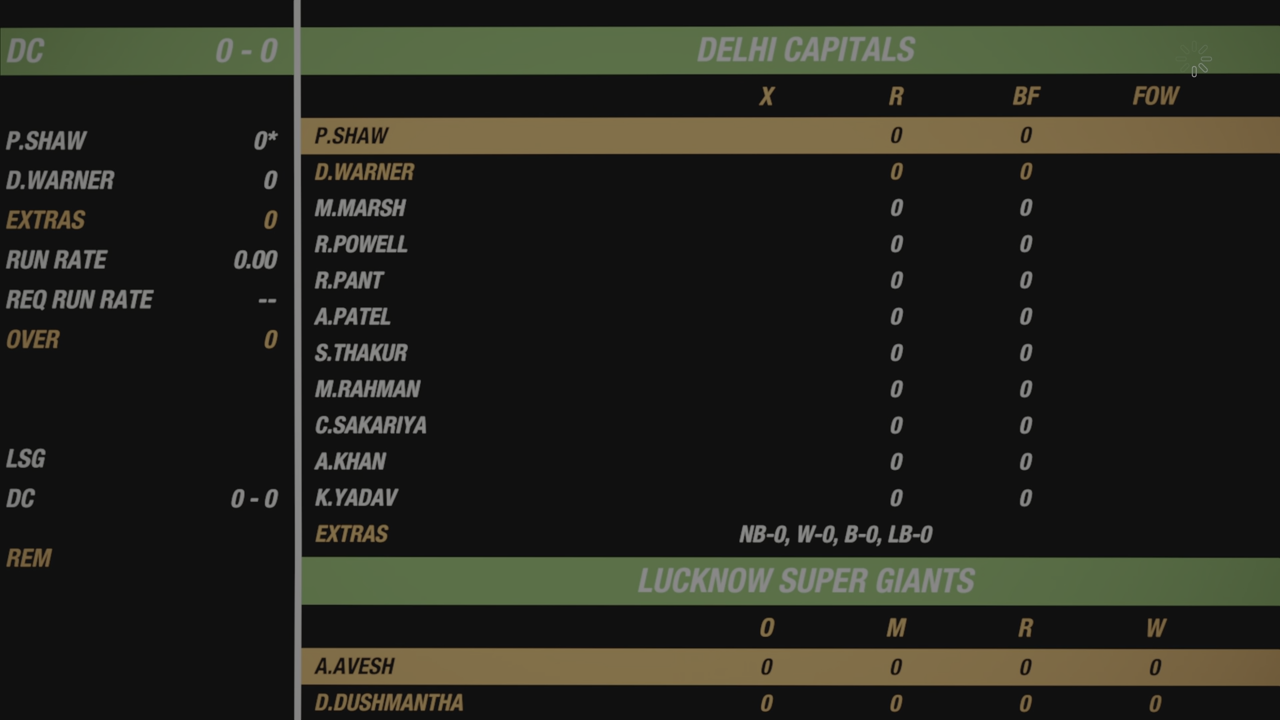 DC 0 - 0
P.SHAW 0*
D.WARNER 0
EXTRAS 0
RUN RATE 0.00
REQ RUN RATE --
OVER 0
LSG
DC 0 - 0
REM
DELHI CAPITALS
X R BF FOW
P.SHAW 0 0
D.WARNER 0 0
M.MARSH 0 0
R.POWELL 0 0
R.PANT 0 0
A.PATEL 0 0
S.THAKUR 0 0
M.RAHMAN 0 0
C.SAKARIYA 0 0
A.KHAN 0 0
K.YADAV 0 0
EXTRAS NB-0, W-0, B-0, LB-0
LUCKNOW SUPER GIANTS
O M R W
A.AVESH 0 0 0 0
D.DUSHMANTHA 0 0 0 0